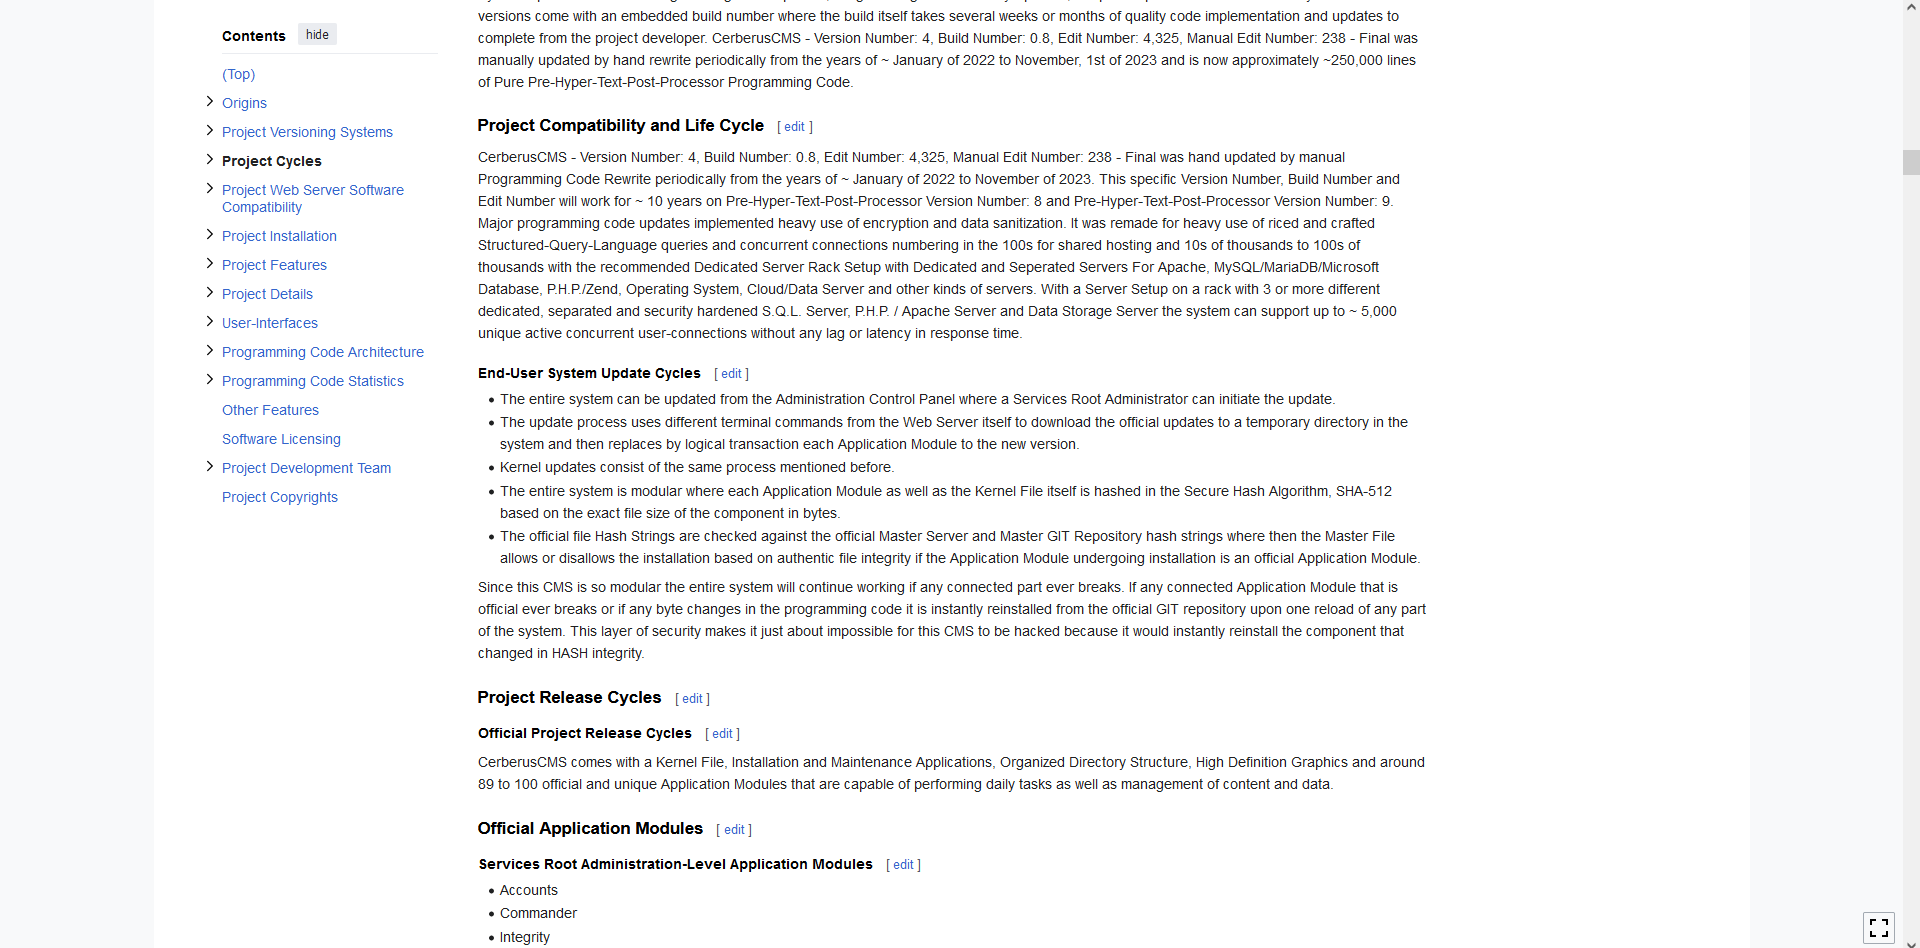 Contents hide
(Top)
Origins
Project Versioning Systems
Project Cycles
Project Web Server Software
Compatibility
Project Installation
Project Features
Project Details
User-Interfaces
Programming Code Architecture
Programming Code Statistics
Other Features
Software Licensing
Project Development Team
Project Copyrights
versions come with an embedded build number where the build itself takes several weeks or months of quality code implementation and updates to
complete from the project developer. CerberusCMS - Version Number: 4, Build Number: 0.8, Edit Number: 4,325, Manual Edit Number: 238 - Final was
manually updated by hand rewrite periodically from the years of ~ January of 2022 to November, 1st of 2023 and is now approximately ~250,000 lines
of Pure Pre-Hyper-Text-Post-Processor Programming Code.
Project Compatibility and Life Cycle [ edit ]
CerberusCMS - Version Number: 4, Build Number: 0.8, Edit Number: 4,325, Manual Edit Number: 238 - Final was hand updated by manual
Programming Code Rewrite periodically from the years of ~ January of 2022 to November of 2023. This specific Version Number, Build Number and
Edit Number will work for ~ 10 years on Pre-Hyper-Text-Post-Processor Version Number: 8 and Pre-Hyper-Text-Post-Processor Version Number: 9.
Major programming code updates implemented heavy use of encryption and data sanitization. It was remade for heavy use of riced and crafted
Structured-Query-Language queries and concurrent connections numbering in the 100s for shared hosting and 10s of thousands to 100s of
thousands with the recommended Dedicated Server Rack Setup with Dedicated and Seperated Servers For Apache, MySQL/MariaDB/Microsoft
Database, P.H.P./Zend, Operating System, Cloud/Data Server and other kinds of servers. With a Server Setup on a rack with 3 or more different
dedicated, separated and security hardened S.Q.L. Server, P.H.P. / Apache Server and Data Storage Server the system can support up to ~ 5,000
unique active concurrent user-connections without any lag or latency in response time.
End-User System Update Cycles [ edit ]
• The entire system can be updated from the Administration Control Panel where a Services Root Administrator can initiate the update.
• The update process uses different terminal commands from the Web Server itself to download the official updates to a temporary directory in the
system and then replaces by logical transaction each Application Module to the new version.
• Kernel updates consist of the same process mentioned before.
• The entire system is modular where each Application Module as well as the Kernel File itself is hashed in the Secure Hash Algorithm, SHA-512
based on the exact file size of the component in bytes.
• The official file Hash Strings are checked against the official Master Server and Master GIT Repository hash strings where then the Master File
allows or disallows the installation based on authentic file integrity if the Application Module undergoing installation is an official Application Module.
Since this CMS is so modular the entire system will continue working if any connected part ever breaks. If any connected Application Module that is
official ever breaks or if any byte changes in the programming code it is instantly reinstalled from the official GIT repository upon one reload of any part
of the system. This layer of security makes it just about impossible for this CMS to be hacked because it would instantly reinstall the component that
changed in HASH integrity.
Project Release Cycles [ edit ]
Official Project Release Cycles [ edit ]
CerberusCMS comes with a Kernel File, Installation and Maintenance Applications, Organized Directory Structure, High Definition Graphics and around
89 to 100 official and unique Application Modules that are capable of performing daily tasks as well as management of content and data.
Official Application Modules [ edit ]
Services Root Administration-Level Application Modules [ edit ]
• Accounts
• Commander
• Integrity